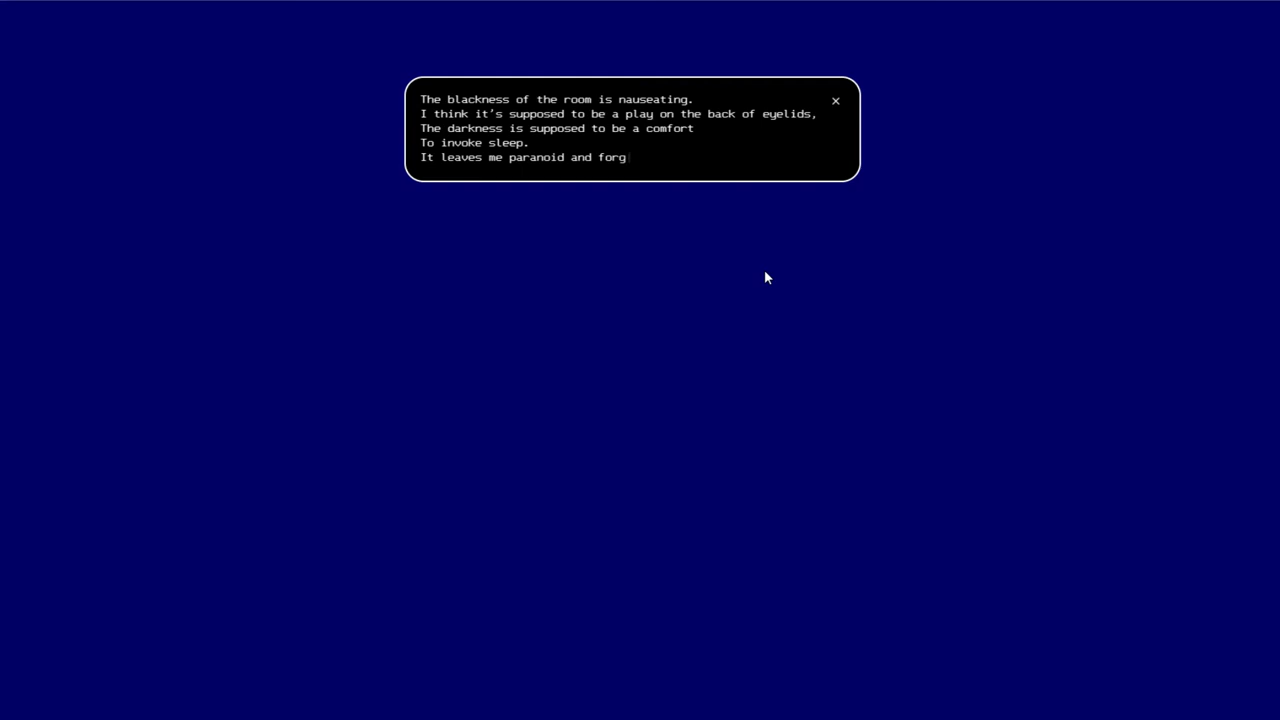 The blackness of the room is nauseating.
I think it's supposed to be a play on the back of eyelids,
The darkness is supposed to be a comfort
To invoke sleep.
It leaves me paranoid and forg